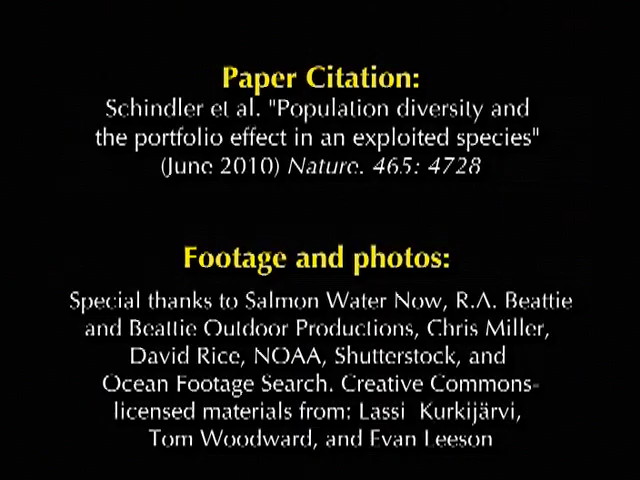 Paper Citation:
Schindler et al. "Population diversity and
the portfolio effect in an exploited species"
(June 2010) Nature. 465: 4728
Footage and photos:
Special thanks to Salmon Water Now, R.A. Beattie
and Beattie Outdoor Productions, Chris Miller,
David Rice, NOAA, Shutterstock, and
Ocean Footage Search. Creative Commons-
licensed materials from: Lassi Kurkijärvi,
Tom Woodward, and Evan Leeson